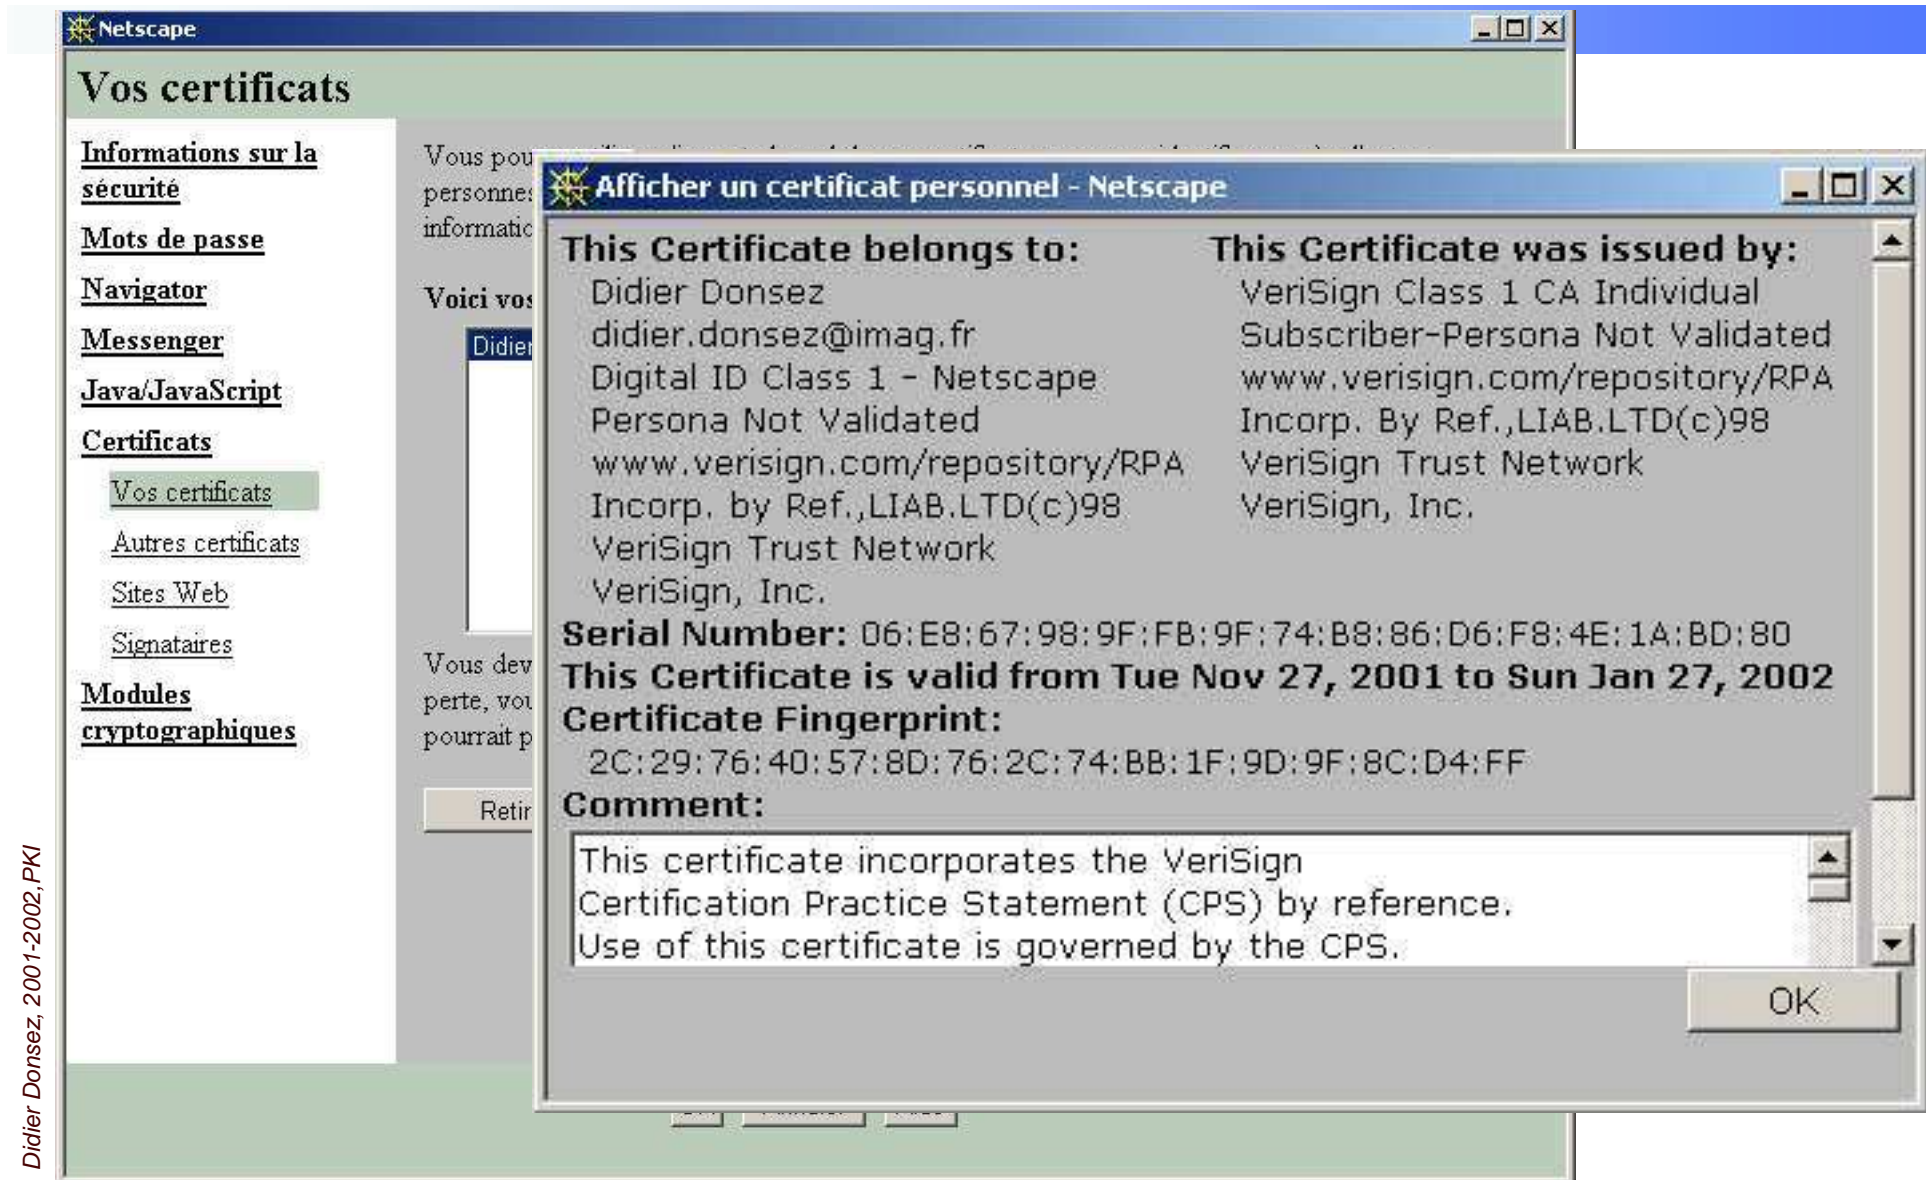 Netscape
Vos certificats
Informations sur la
sécurité
Mots de passe
Navigator
Messenger
Java/JavaScript
Certificats
Vos certificats
Autres certificats
Sites Web
Signataires
Modules
cryptographiques
Vous pou
personnes
informatio
Voici vos
Didier
Vous dev
perte, vou
pourrait p
Retir
Afficher un certificat personnel - Netscape
This Certificate belongs to:
Didier Donsez
didier.donsez@imag.fr
Digital ID Class 1 - Netscape
Persona Not Validated
www.verisign.com/repository/RPA
Incorp. by Ref.,LIAB.LTD(c)98
VeriSign Trust Network
VeriSign, Inc.
This Certificate was issued by:
VeriSign Class 1 CA Individual
Subscriber-Persona Not Validated
www.verisign.com/repository/RPA
Incorp. By Ref.,LIAB.LTD(c)98
VeriSign Trust Network
VeriSign, Inc.
Serial Number: 06:E8:67:98:9F:FB:9F:74:B8:86:D6:F8:4E:1A:BD:80
This Certificate is valid from Tue Nov 27, 2001 to Sun Jan 27, 2002
Certificate Fingerprint:
2C:29:76:40:57:8D:76:2C:74:BB:1F:9D:9F:8C:D4:FF
Comment:
This certificate incorporates the VeriSign
Certification Practice Statement (CPS) by reference.
Use of this certificate is governed by the CPS.
OK
Didier Donsez, 2001-2002,PKI